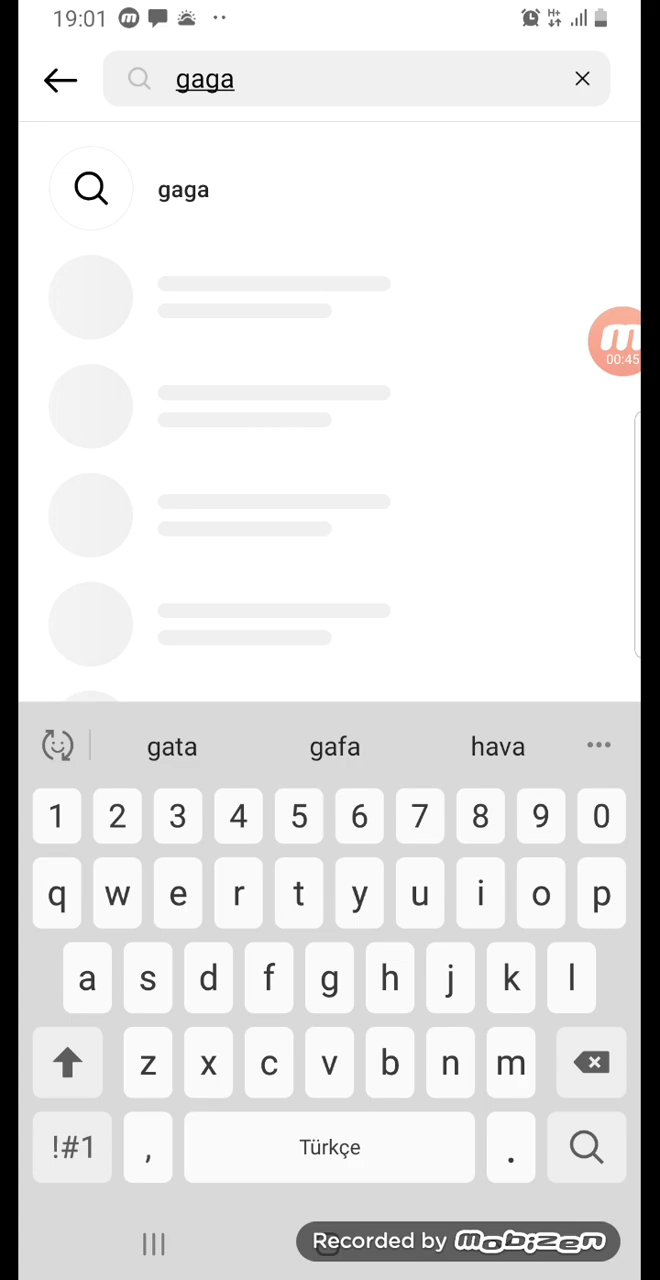 19:01 H+
gaga
gaga
m
00:45
gata gafa hava
1 2 3 4 5 6 7 8 9 0
q w e r t y u i o p
a s d f g h j k l
z x c v b n m
!#1 , Türkçe .
Recorded by mobizen